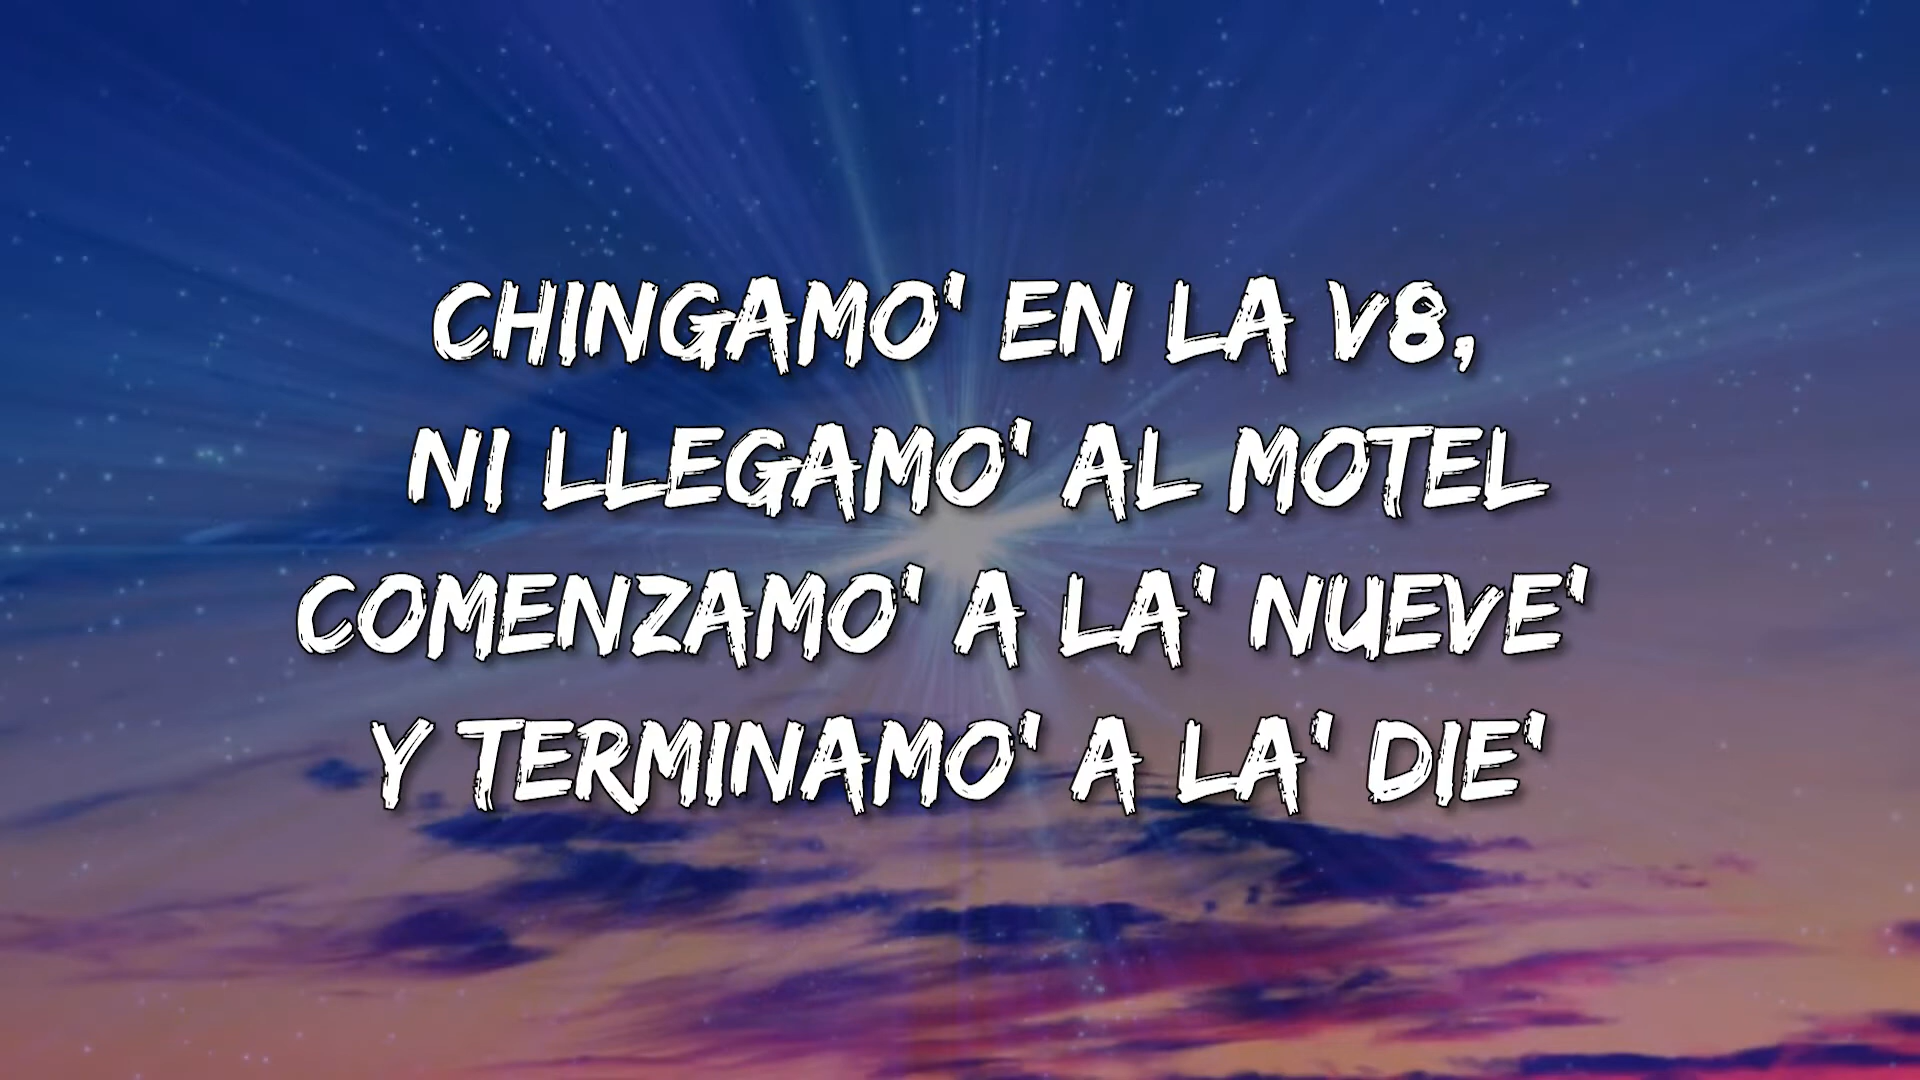 CHINGAMO' EN LA V8,
NI LLEGAMO' AL MOTEL
COMENZAMO' A LA' NUEVE'
Y TERMINAMO' A LA' DIE'